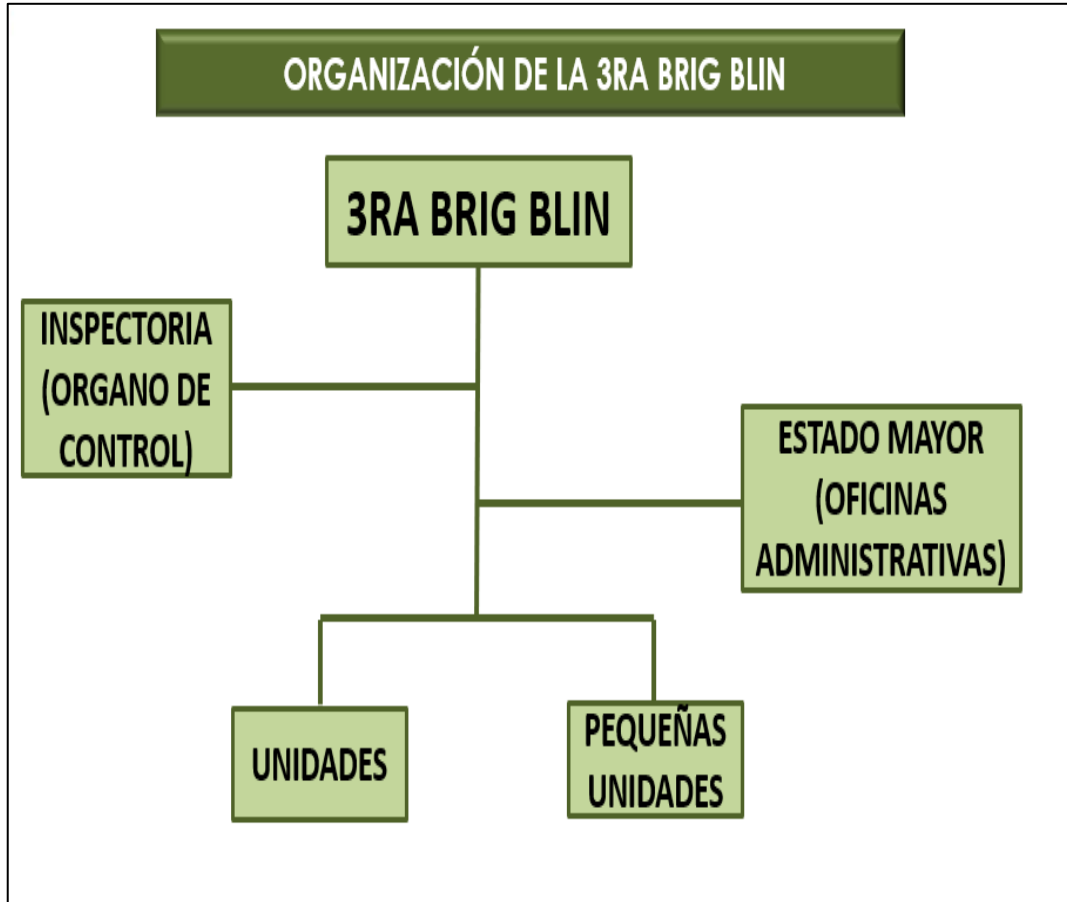 ORGANIZACIÓN DE LA 3RA BRIG BLIN
3RA BRIG BLIN
INSPECTORIA
(ORGANO DE
CONTROL)
ESTADO MAYOR
(OFICINAS
ADMINISTRATIVAS)
UNIDADES
PEQUEÑAS
UNIDADES